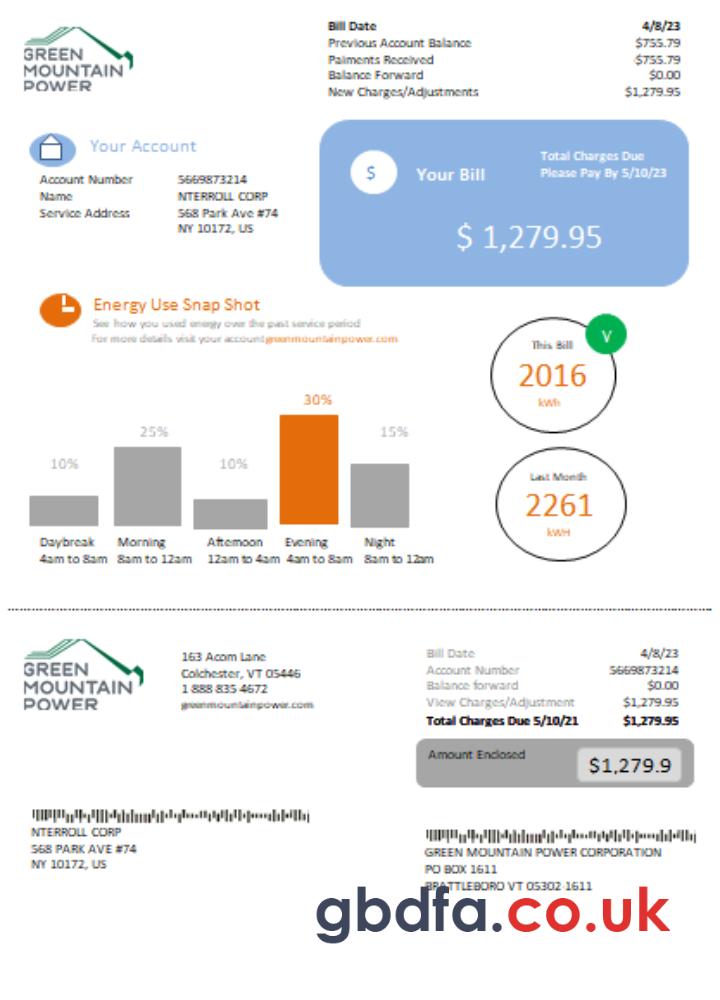 GREEN
MOUNTAIN
POWER
Bill Date 4/8/23
Previous Account Balance $755.79
Paiments Received -$755.79
Balance Forward $0.00
New Charges/Adjustments $1,279.95
Your Account
Account Number 5669873214
Name NTERROLL CORP
Service Address 568 Park Ave #74
NY 10172, US
$ Your Bill
Total Charges Due
Please Pay By 5/10/23
$ 1,279.95
Energy Use Snap Shot
See how you used energy over the past service period
For more details visit your accountgreenmountainpower.com
V
This Bill
2016
kWh
Last Month
2261
kWH
10% 25% 10% 30% 15%
Daybreak Morning Afternoon Evening Night
4am to 8am 8am to 12am 12am to 4am 4am to 8am 8am to 12am
GREEN
MOUNTAIN
POWER
163 Acorn Lane
Colchester, VT 05446
1 888 835 4672
greenmountainpower.com
Bill Date 4/8/23
Account Number 5669873214
Balance forward $0.00
View Charges/Adjustment $1,279.95
Total Charges Due 5/10/21 $1,279.95
Amount Enclosed $1,279.9
NTERROLL CORP
568 PARK AVE #74
NY 10172, US
GREEN MOUNTAIN POWER CORPORATION
PO BOX 1611
BRATTLEBORO VT 05302-1611
gbdfa.co.uk